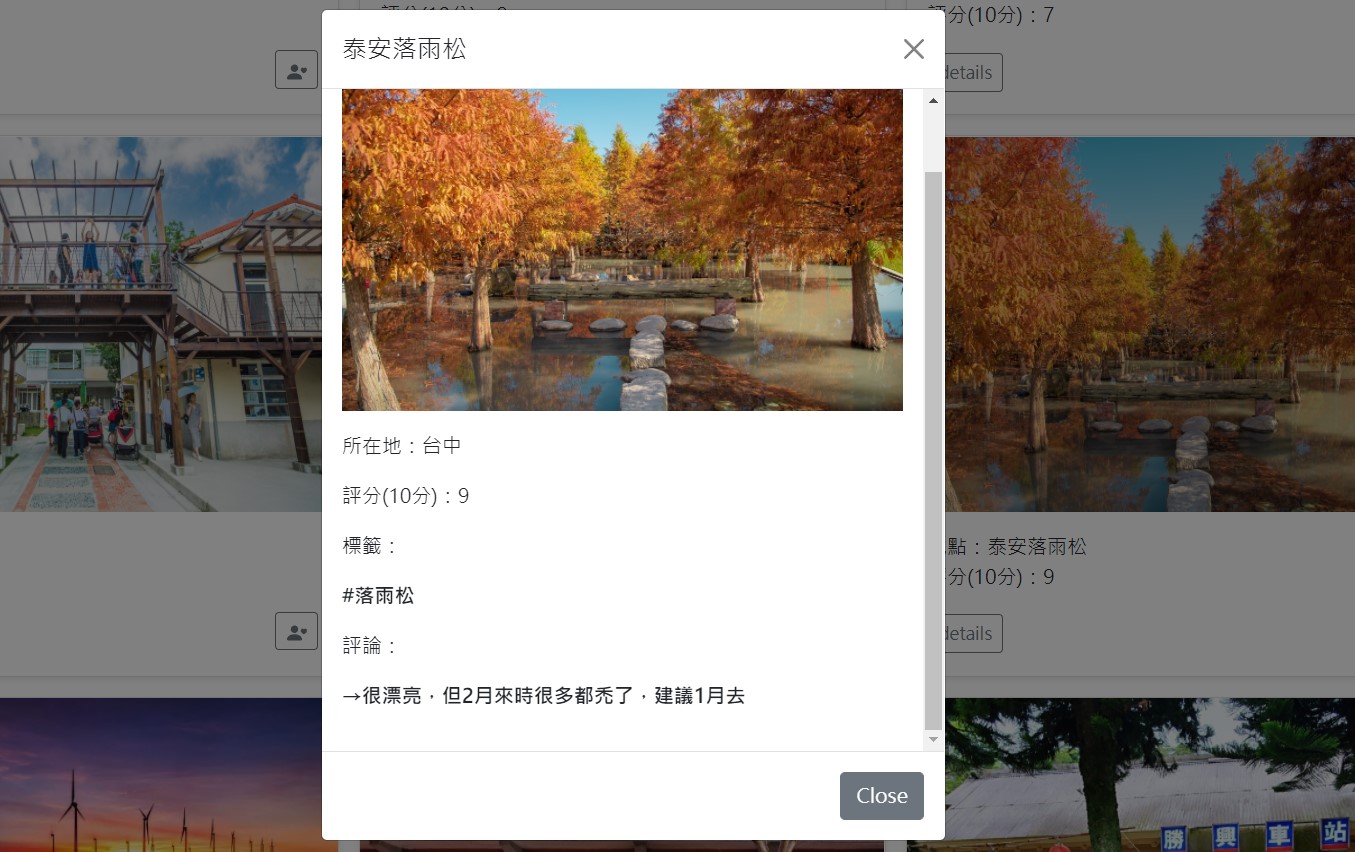 評分(10分)：7
泰安落雨松
details
所在地：台中
評分(10分)：9
標籤：
#落雨松
評論：
→很漂亮，但2月來時很多都禿了，建議1月去
點：泰安落雨松
分(10分)：9
details
Close
勝興車站